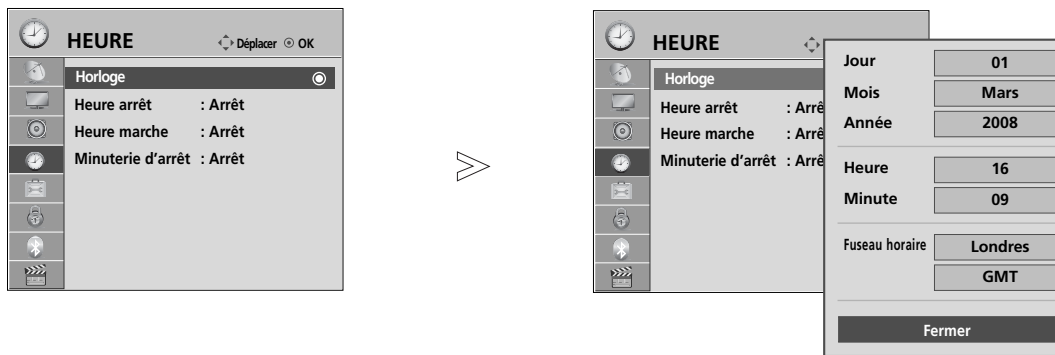 HEURE Déplacer OK
Horloge
Heure arrêt : Arrêt
Heure marche : Arrêt
Minuterie d'arrêt : Arrêt
HEURE
Horloge
Heure arrêt : Arrê
Heure marche : Arrê
Minuterie d'arrêt : Arrê
Jour 01
Mois Mars
Année 2008
Heure 16
Minute 09
Fuseau horaire Londres
GMT
Fermer